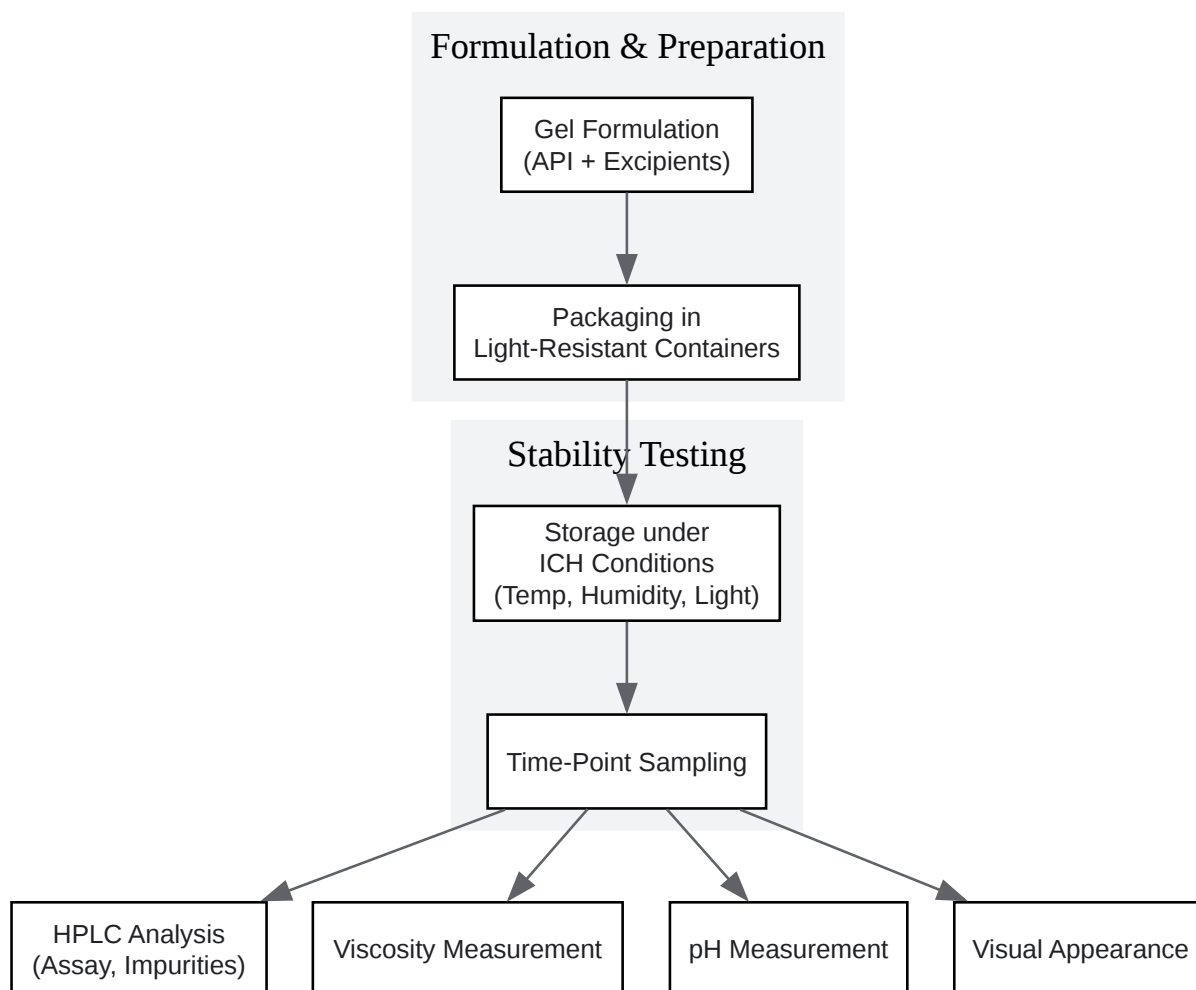 Formulation & Preparation
Gel Formulation
(API + Excipients)
Packaging in
Light-Resistant Containers
Stability Testing
Storage under
ICH Conditions
(Temp, Humidity, Light)
Time-Point Sampling
HPLC Analysis
(Assay, Impurities)
Viscosity Measurement
pH Measurement
Visual Appearance